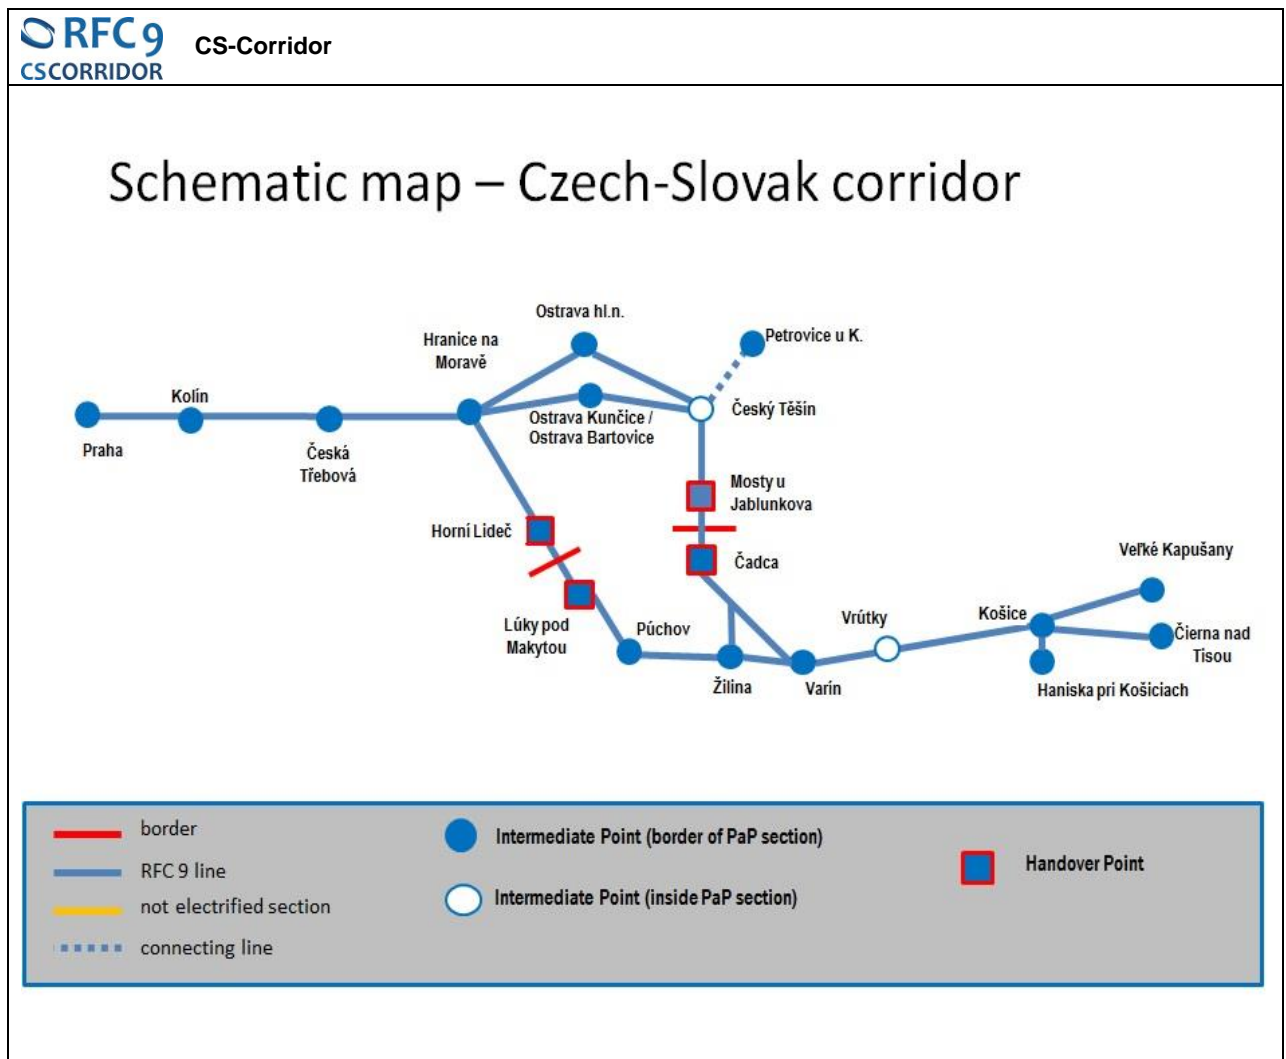 RFC 9
CSCORRIDOR
CS-Corridor
Schematic map – Czech-Slovak corridor
Ostrava hl.n.
Hranice na
Moravě
Petrovice u K.
Kolín
Český Těšín
Ostrava Kunčice /
Ostrava Bartovice
Praha
Česká
Třebová
Mosty u
Jablunkova
Horní Lideč
Čadca
Veľké Kapušany
Lúky pod
Makytou
Púchov
Vrútky
Košice
Čierna nad
Tisou
Žilina
Varín
Haniska pri Košiciach
border
RFC 9 line
not electrified section
connecting line
Intermediate Point (border of PaP section)
Intermediate Point (inside PaP section)
Handover Point